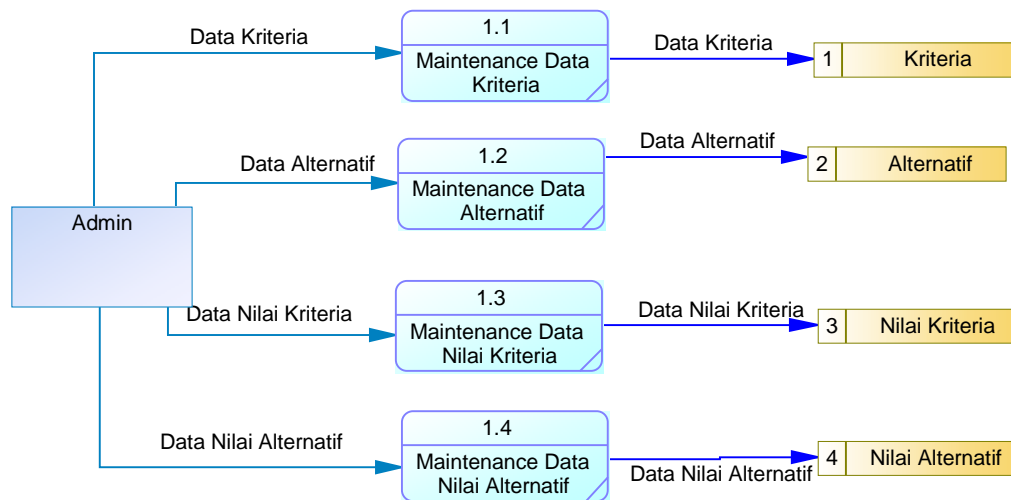 Data Kriteria
1.1
Maintenance Data
Kriteria
Data Kriteria
1
Kriteria
Data Alternatif
1.2
Maintenance Data
Alternatif
Data Alternatif
2
Alternatif
Admin
Data Nilai Kriteria
1.3
Maintenance Data
Nilai Kriteria
Data Nilai Kriteria
3
Nilai Kriteria
Data Nilai Alternatif
1.4
Maintenance Data
Nilai Alternatif
Data Nilai Alternatif
4
Nilai Alternatif